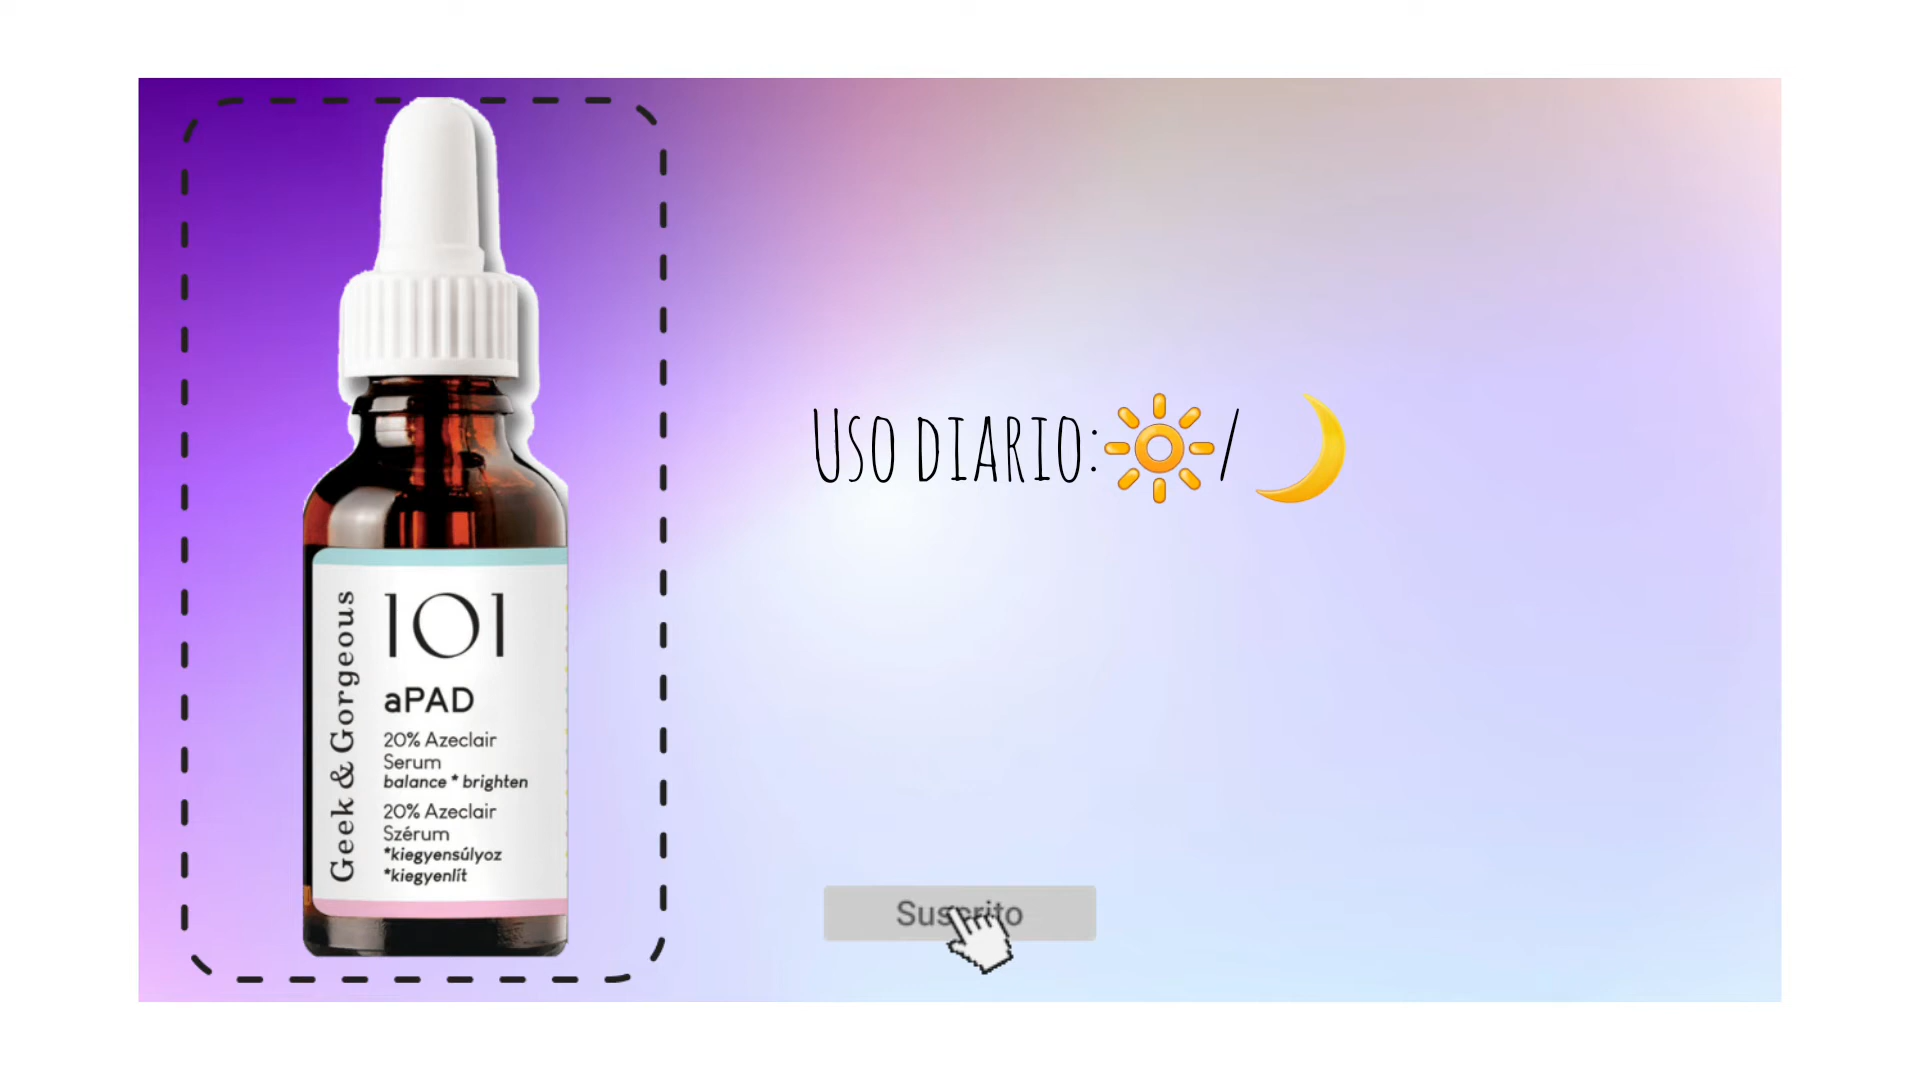 Geek & Gorgeous
101
aPAD
20% Azeclair
Serum
balance * brighten
20% Azeclair
Szérum
*kiegyensúlyoz
*kiegyenlít
USO DIARIO: /
Suscrito